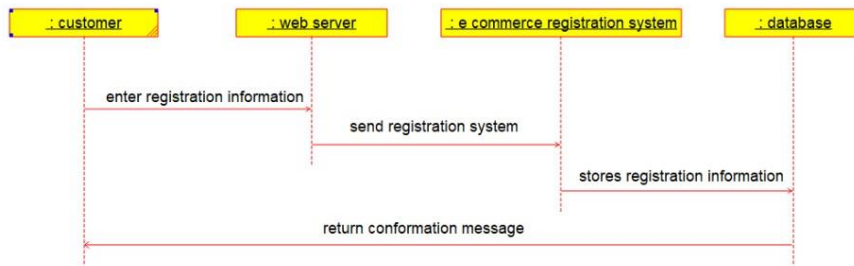 : customer
: web server
: e commerce registration system
: database
enter registration information
send registration system
stores registration information
return conformation message